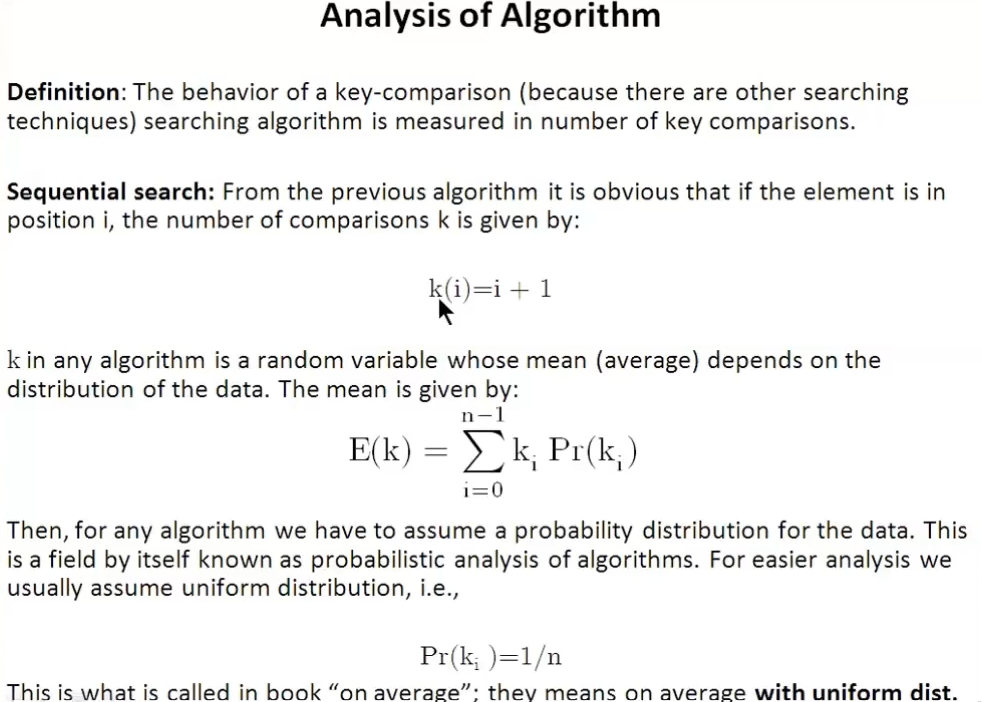 Analysis of Algorithm
Definition: The behavior of a key-comparison (because there are other searching
techniques) searching algorithm is measured in number of key comparisons.
Sequential search: From the previous algorithm it is obvious that if the element is in
position i, the number of comparisons k is given by:
k(i)=i + 1
k in any algorithm is a random variable whose mean (average) depends on the
distribution of the data. The mean is given by:
n−1
E(k) = ∑ kᵢ Pr(kᵢ)
i=0
Then, for any algorithm we have to assume a probability distribution for the data. This
is a field by itself known as probabilistic analysis of algorithms. For easier analysis we
usually assume uniform distribution, i.e.,
Pr(kᵢ )=1/n
This is what is called in book “on average”; they means on average with uniform dist.